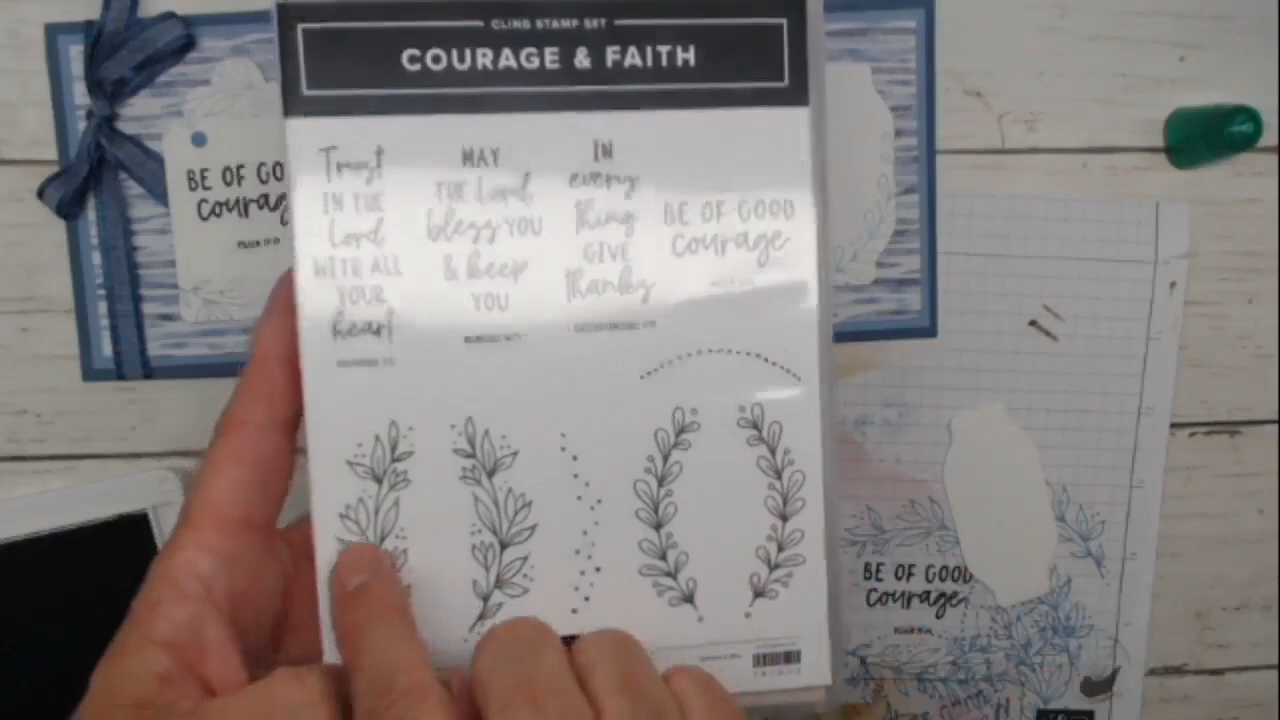 CLING STAMP SET
COURAGE & FAITH
Trust
IN THE
Lord
WITH ALL
YOUR
heart
MAY
THE Lord
bless YOU
& keep
YOU
IN
every
thing
GIVE
thanks
BE OF GOOD
courage
BE OF GO
courag
BE OF GOOD
courage